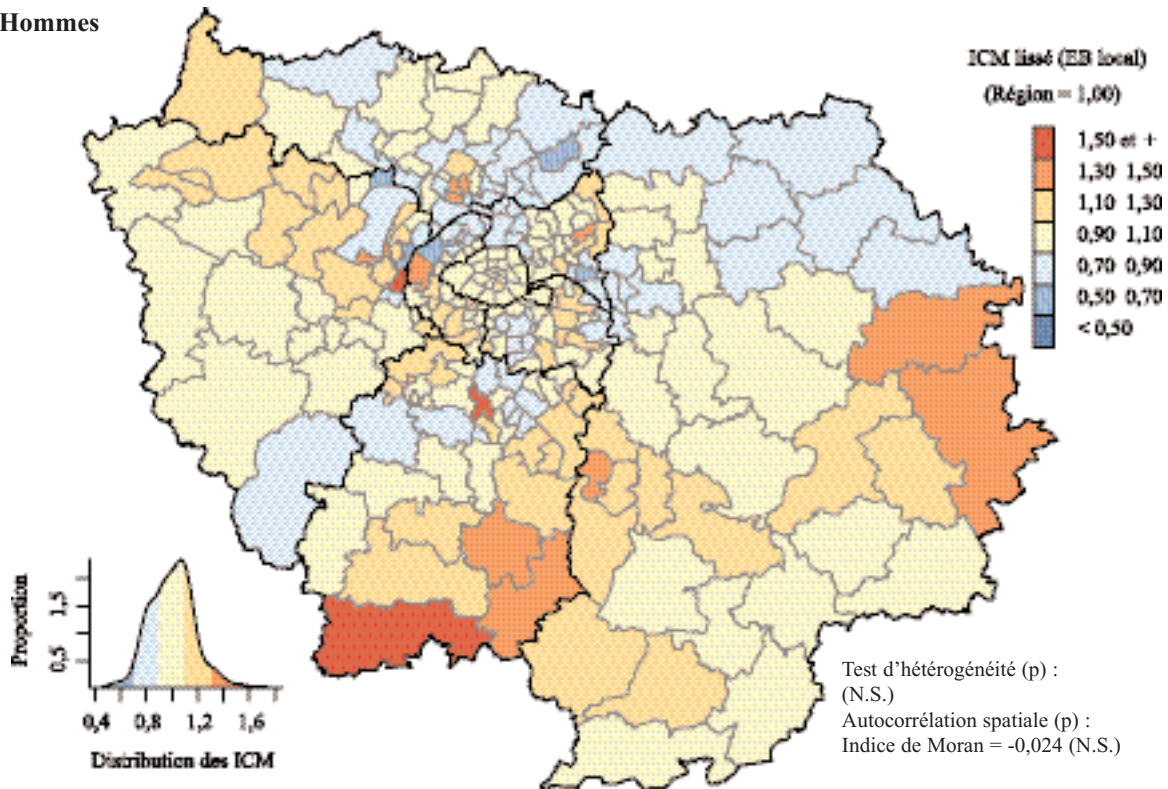 Hommes
ICM lissé (EB local)
(Région = 1,00)
1,50 et +
1,30 1,50
1,10 1,30
0,90 1,10
0,70 0,90
0,50 0,70
< 0,50
Proportion
1,5
0,5
0,4 0,8 1,2 1,6
Distribution des ICM
Test d'hétérogénéité (p) :
(N.S.)
Autocorrélation spatiale (p) :
Indice de Moran = -0,024 (N.S.)